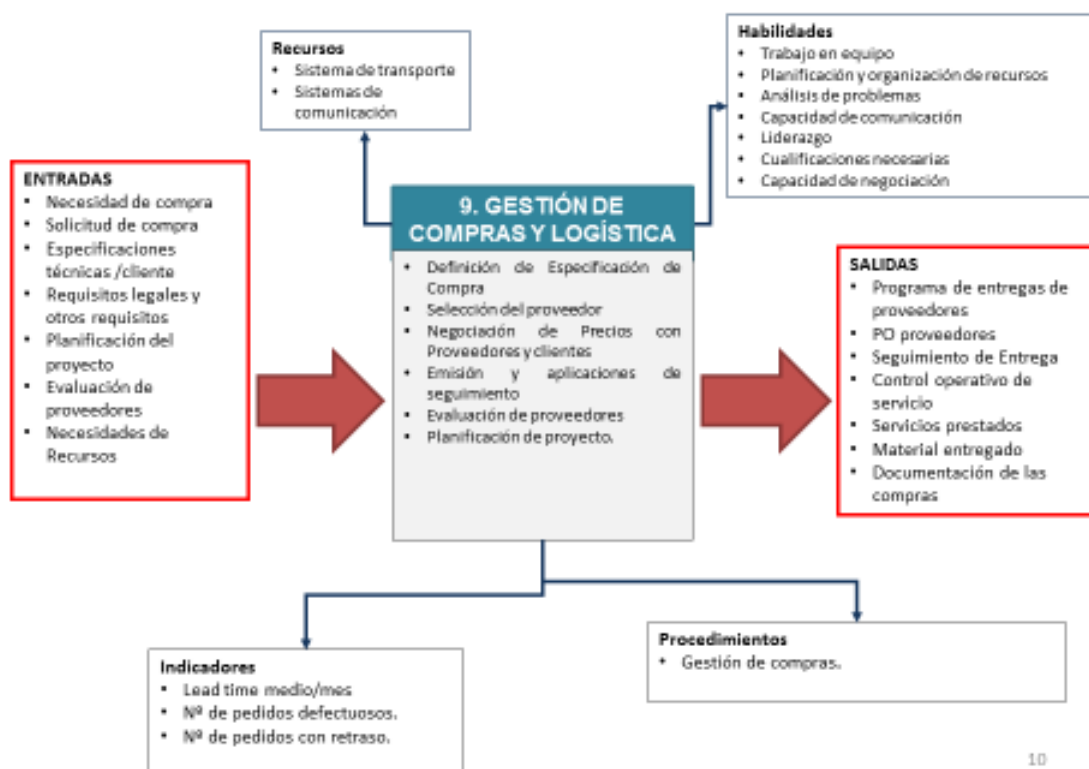 Recursos
• Sistema de transporte
• Sistemas de
comunicación
Habilidades
• Trabajo en equipo
• Planificación y organización de recursos
• Análisis de problemas
• Capacidad de comunicación
• Liderazgo
• Cualificaciones necesarias
• Capacidad de negociación
ENTRADAS
• Necesidad de compra
• Solicitud de compra
• Especificaciones
técnicas /cliente
• Requisitos legales y
otros requisitos
• Planificación del
proyecto
• Evaluación de
proveedores
• Necesidades de
Recursos
9. GESTIÓN DE
COMPRAS Y LOGÍSTICA
• Definición de Especificación de
Compra
• Selección del proveedor
• Negociación de Precios con
Proveedores y clientes
• Emisión y aplicaciones de
seguimiento
• Evaluación de proveedores
• Planificación de proyecto.
SALIDAS
• Programa de entregas de
proveedores
• PO proveedores
• Seguimiento de Entrega
• Control operativo de
servicio
• Servicios prestados
• Material entregado
• Documentación de las
compras
Indicadores
• Lead time medio/mes
• Nº de pedidos defectuosos.
• Nº de pedidos con retraso.
Procedimientos
• Gestión de compras.
10